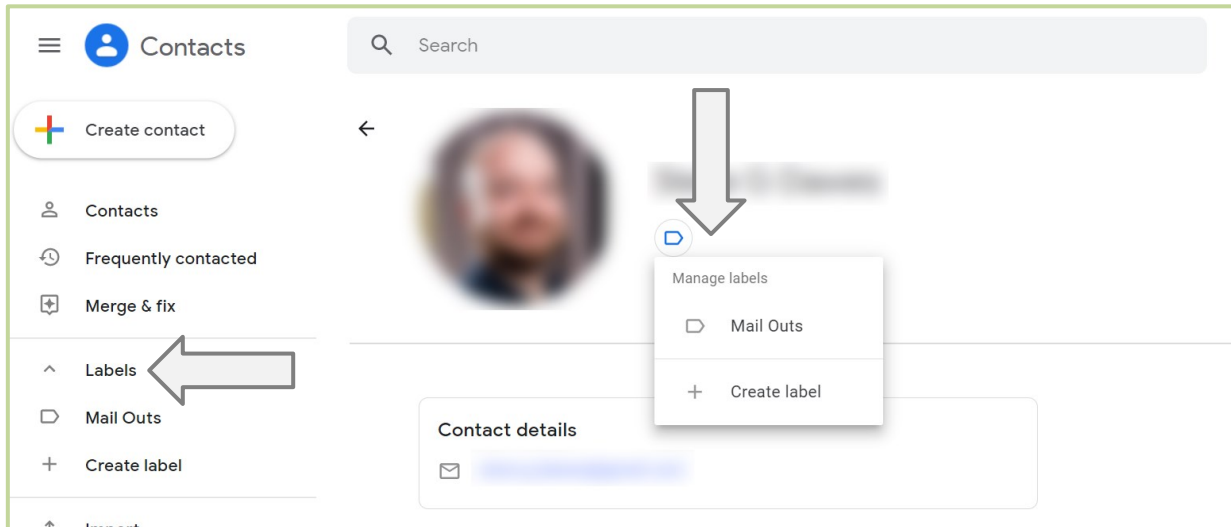 Contacts
Search
Create contact
Contacts
Frequently contacted
Merge & fix
Manage labels
Mail Outs
Labels
Create label
Mail Outs
Contact details
Create label